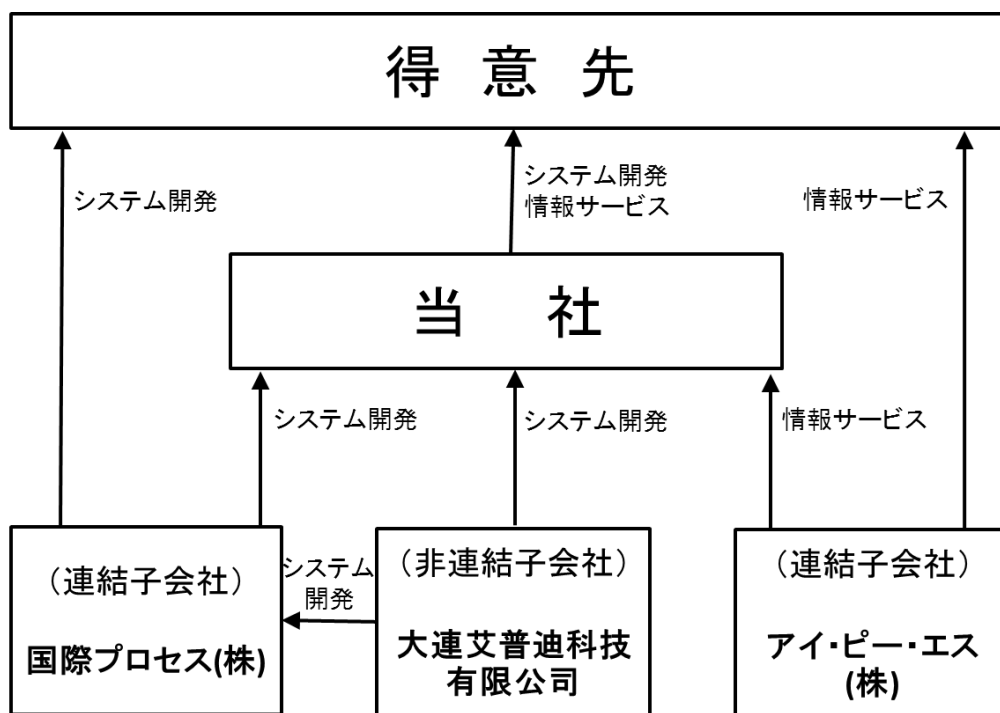 得意先
システム開発
システム開発
情報サービス
情報サービス
当社
システム開発
システム開発
情報サービス
（連結子会社）
国際プロセス(株)
システム
開発
（非連結子会社）
大連艾普迪科技
有限公司
（連結子会社）
アイ・ピー・エス
(株)